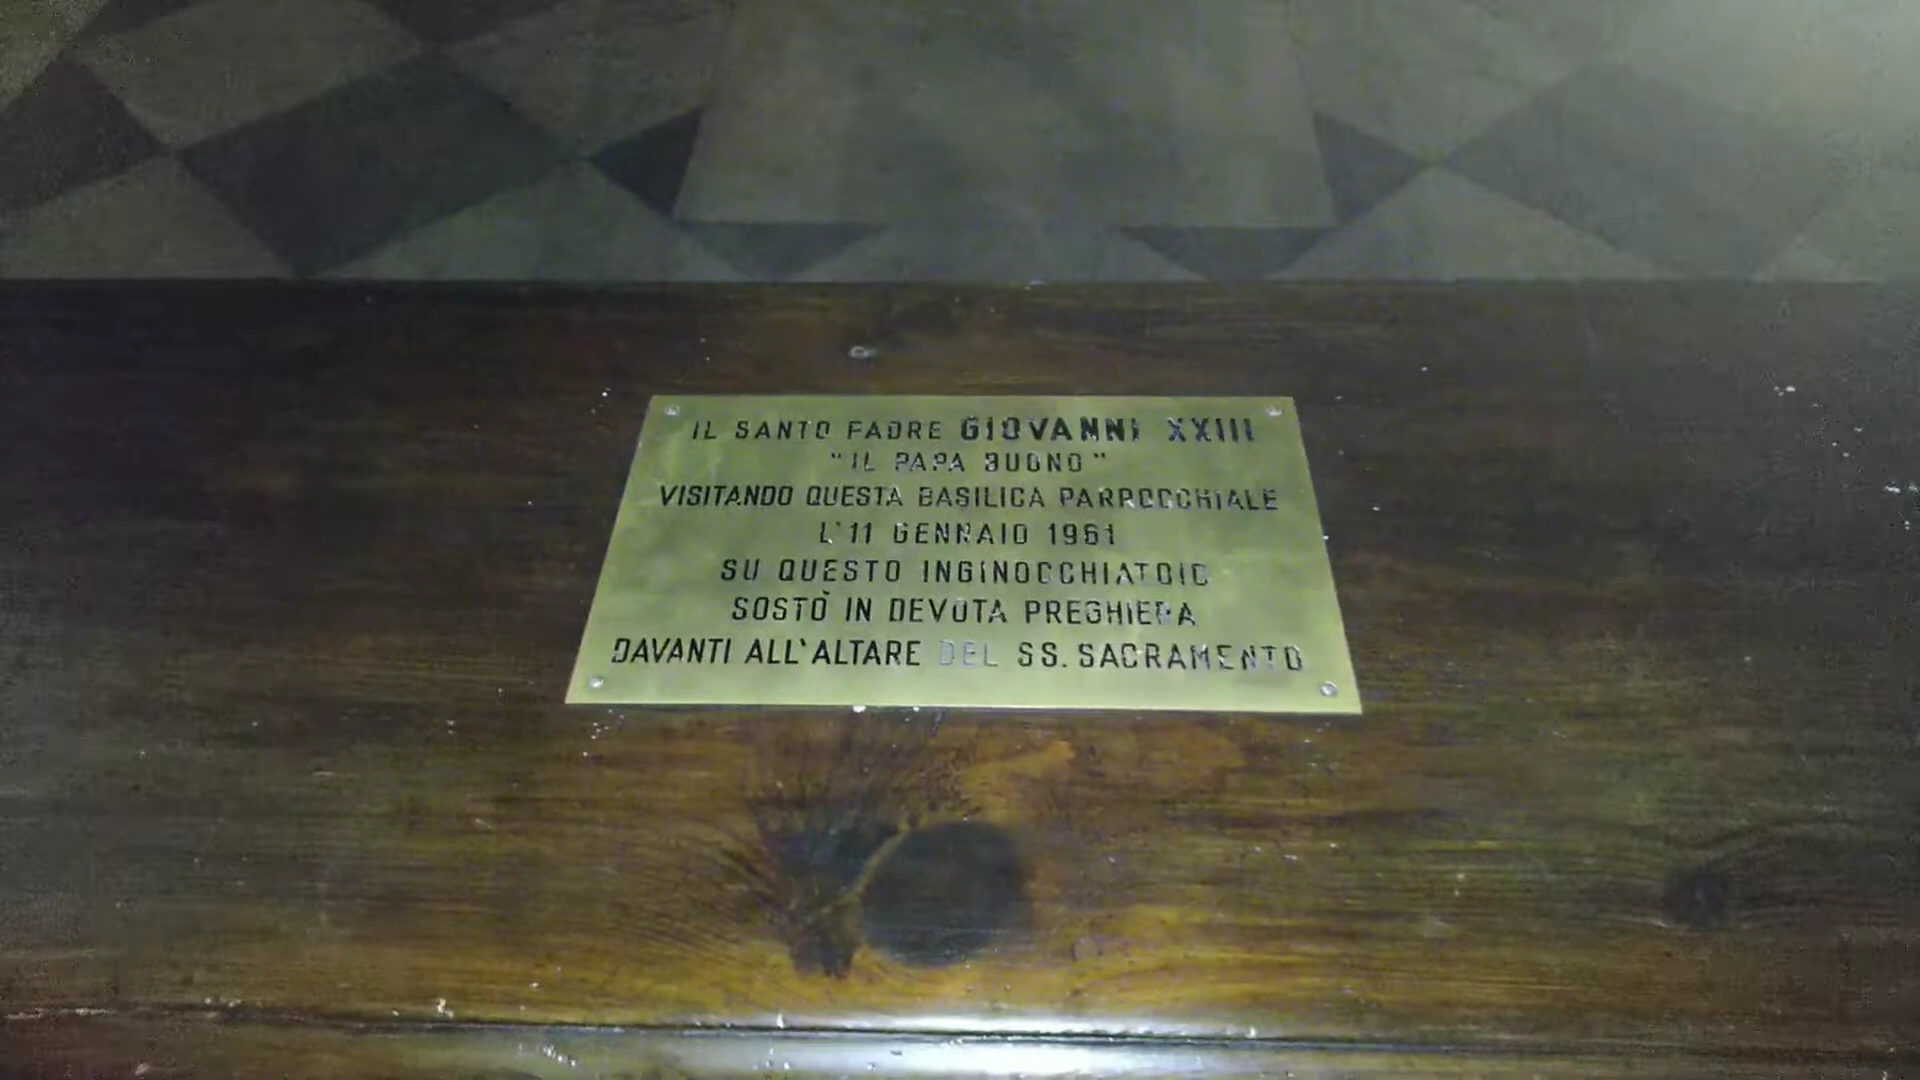 IL SANTO PADRE GIOVANNI XXIII
"IL PAPA BUONO"
VISITANDO QUESTA BASILICA PARROCCHIALE
L'11 GENNAIO 1961
SU QUESTO INGINOCCHIATOIO
SOSTÒ IN DEVOTA PREGHIERA
DAVANTI ALL'ALTARE DEL SS. SACRAMENTO